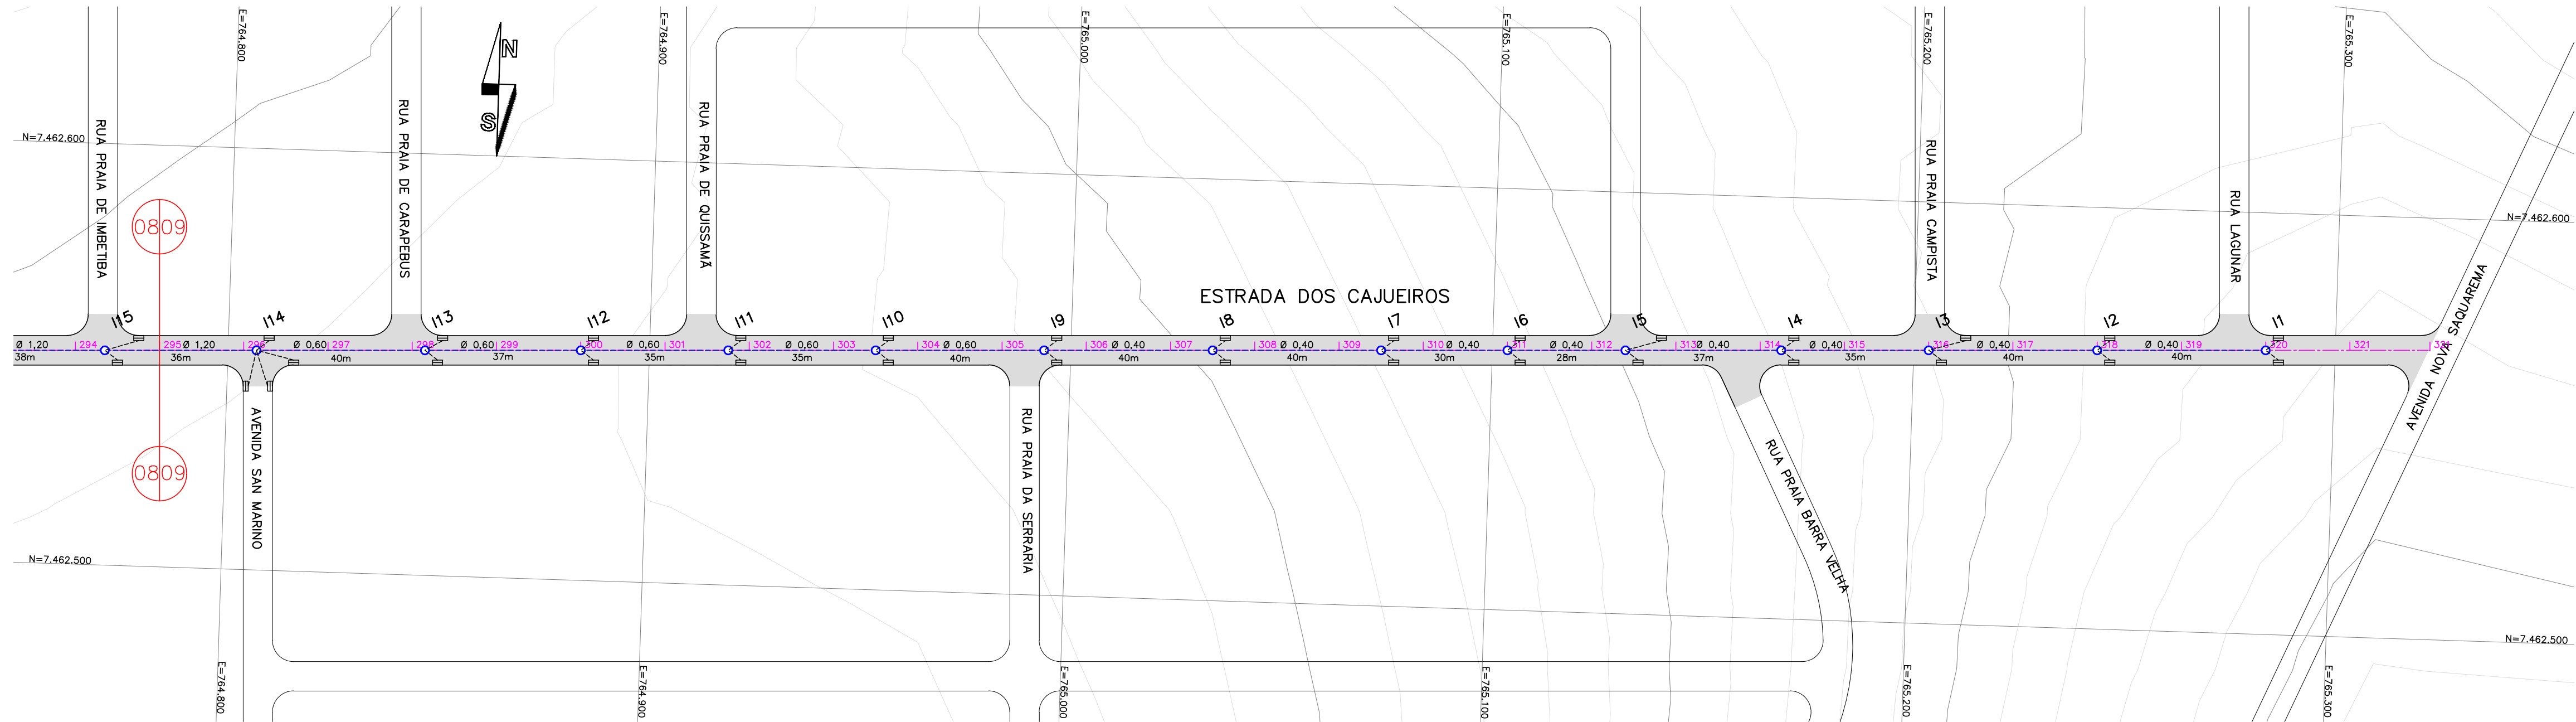 E=764.800
E=764.900
E=765.000
E=765.100
E=765.200
E=765.300
N
S
N=7.462.600
N=7.462.600
RUA PRAIA DE IMBETIBA
RUA PRAIA DE CARAPEBUS
RUA PRAIA DE QUISSAMÃ
RUA PRAIA CAMPISTA
RUA LAGUNAR
0809
ESTRADA DOS CAJUEIROS
I15
I14
I13
I12
I11
I10
I9
I8
I7
I6
I5
I4
I3
I2
I1
Ø 1,20
294
295
Ø 1,20
296
Ø 0,60
297
298
Ø 0,60
299
300
Ø 0,60
301
302
Ø 0,60
303
304
Ø 0,60
305
306
Ø 0,40
307
308
Ø 0,40
309
310
Ø 0,40
311
Ø 0,40
312
313
Ø 0,40
314
Ø 0,40
315
316
Ø 0,40
317
318
Ø 0,40
319
320
321
38m
36m
40m
37m
35m
35m
40m
40m
40m
30m
28m
37m
35m
40m
40m
AVENIDA NOVA SAQUAREMA
0809
AVENIDA SAN MARINO
RUA PRAIA DA SERRARIA
RUA PRAIA BARRA VELHA
N=7.462.500
N=7.462.500
E=764.800
E=764.900
E=765.000
E=765.100
E=765.200
E=765.300